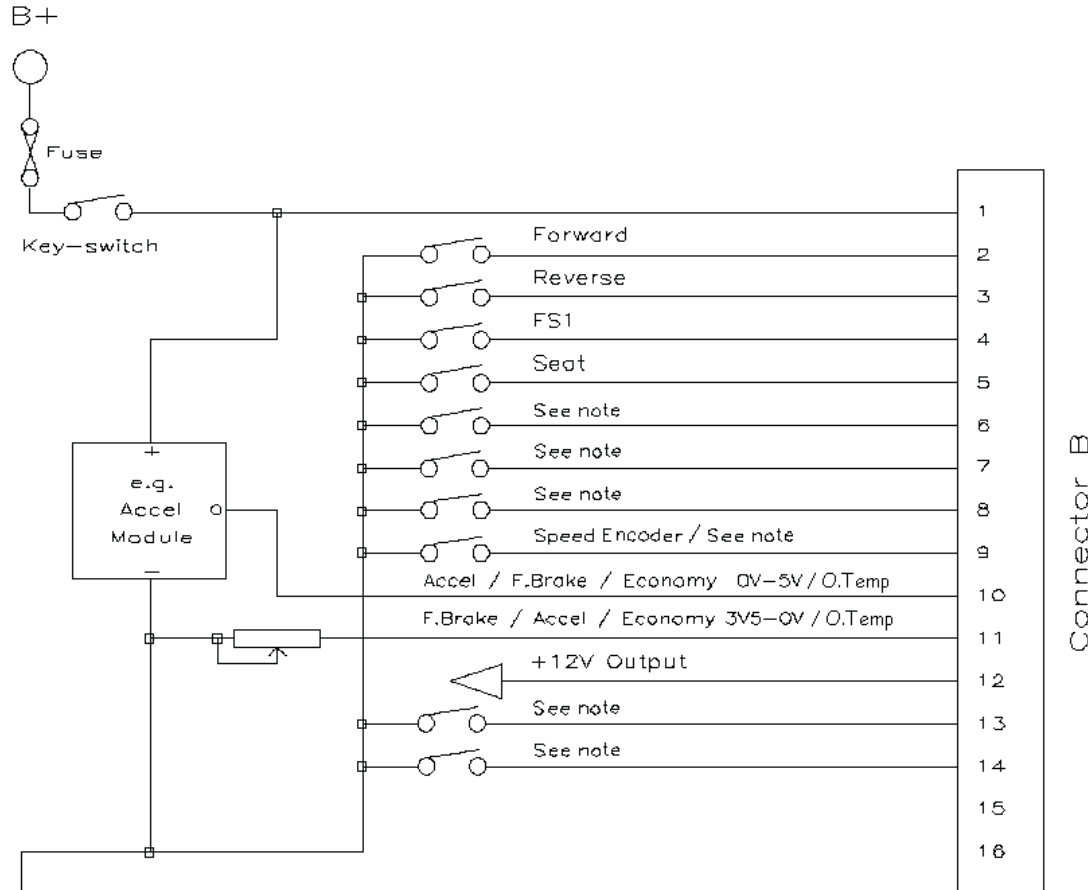 B+
Fuse
Key-switch
1
Forward
2
Reverse
3
FS1
4
Seat
5
See note
6
See note
7
See note
8
Speed Encoder / See note
9
Accel / F.Brake / Economy 0V-5V / O.Temp
10
F.Brake / Accel / Economy 3V5-0V / O.Temp
11
+12V Output
12
See note
13
See note
14
15
16
+
e.g.
Accel
Module
-
Connector B